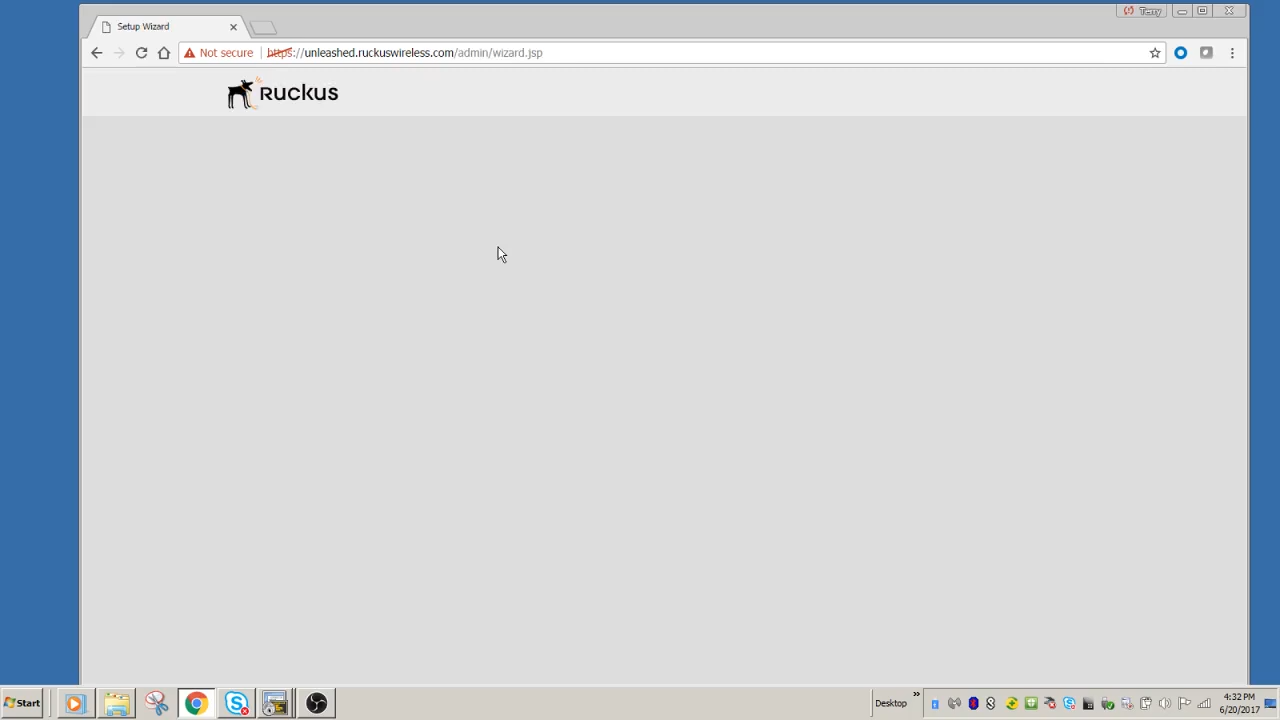 Terry
Setup Wizard
Not secure
https://unleashed.ruckuswireless.com/admin/wizard.jsp
Ruckus
Start
Desktop
4:32 PM
6/20/2017